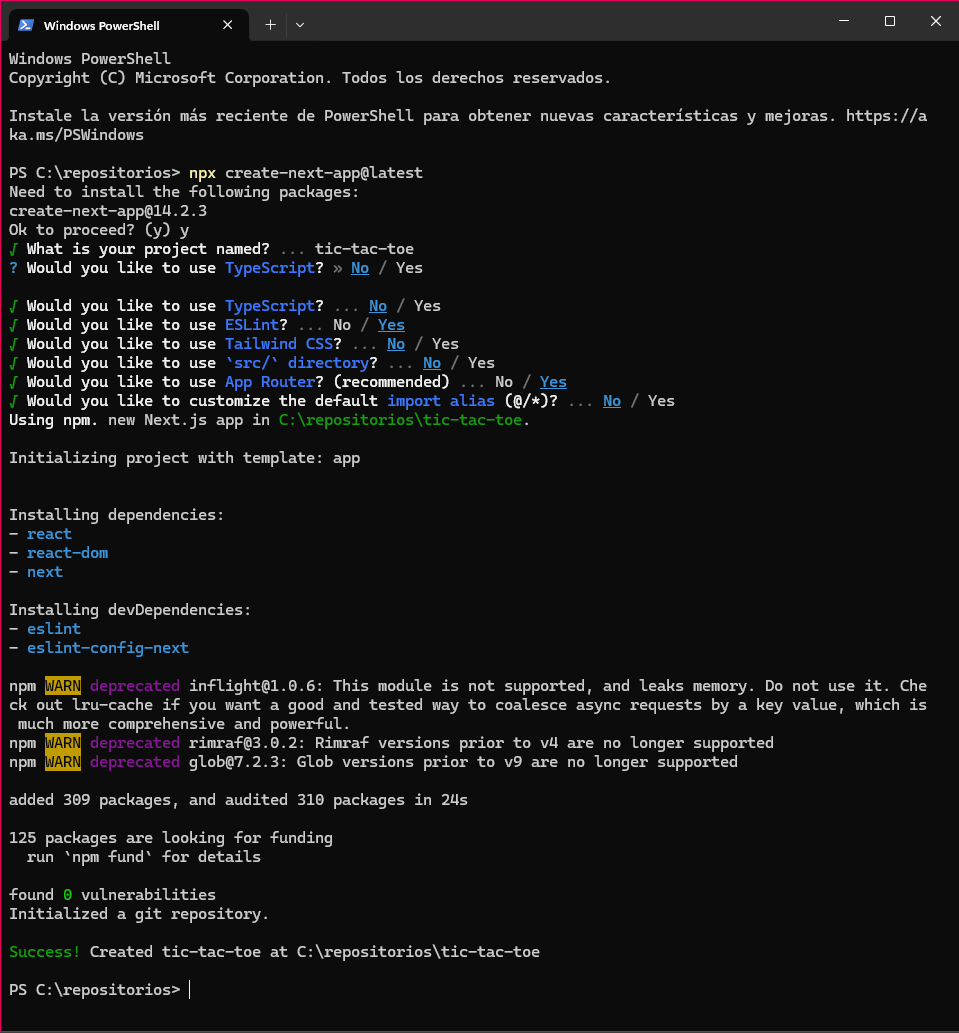 Windows PowerShell
Windows PowerShell
Copyright (C) Microsoft Corporation. Todos los derechos reservados.
Instale la versión más reciente de PowerShell para obtener nuevas características y mejoras. https://a
ka.ms/PSWindows
PS C:\repositorios> npx create-next-app@latest
Need to install the following packages:
create-next-app@14.2.3
Ok to proceed? (y) y
√ What is your project named? ... tic-tac-toe
? Would you like to use TypeScript? » No / Yes
√ Would you like to use TypeScript? ... No / Yes
√ Would you like to use ESLint? ... No / Yes
√ Would you like to use Tailwind CSS? ... No / Yes
√ Would you like to use `src/` directory? ... No / Yes
√ Would you like to use App Router? (recommended) ... No / Yes
√ Would you like to customize the default import alias (@/*)? ... No / Yes
Using npm. new Next.js app in C:\repositorios\tic-tac-toe.
Initializing project with template: app
Installing dependencies:
- react
- react-dom
- next
Installing devDependencies:
- eslint
- eslint-config-next
npm WARN deprecated inflight@1.0.6: This module is not supported, and leaks memory. Do not use it. Che
ck out lru-cache if you want a good and tested way to coalesce async requests by a key value, which is
much more comprehensive and powerful.
npm WARN deprecated rimraf@3.0.2: Rimraf versions prior to v4 are no longer supported
npm WARN deprecated glob@7.2.3: Glob versions prior to v9 are no longer supported
added 309 packages, and audited 310 packages in 24s
125 packages are looking for funding
run `npm fund` for details
found 0 vulnerabilities
Initialized a git repository.
Success! Created tic-tac-toe at C:\repositorios\tic-tac-toe
PS C:\repositorios>